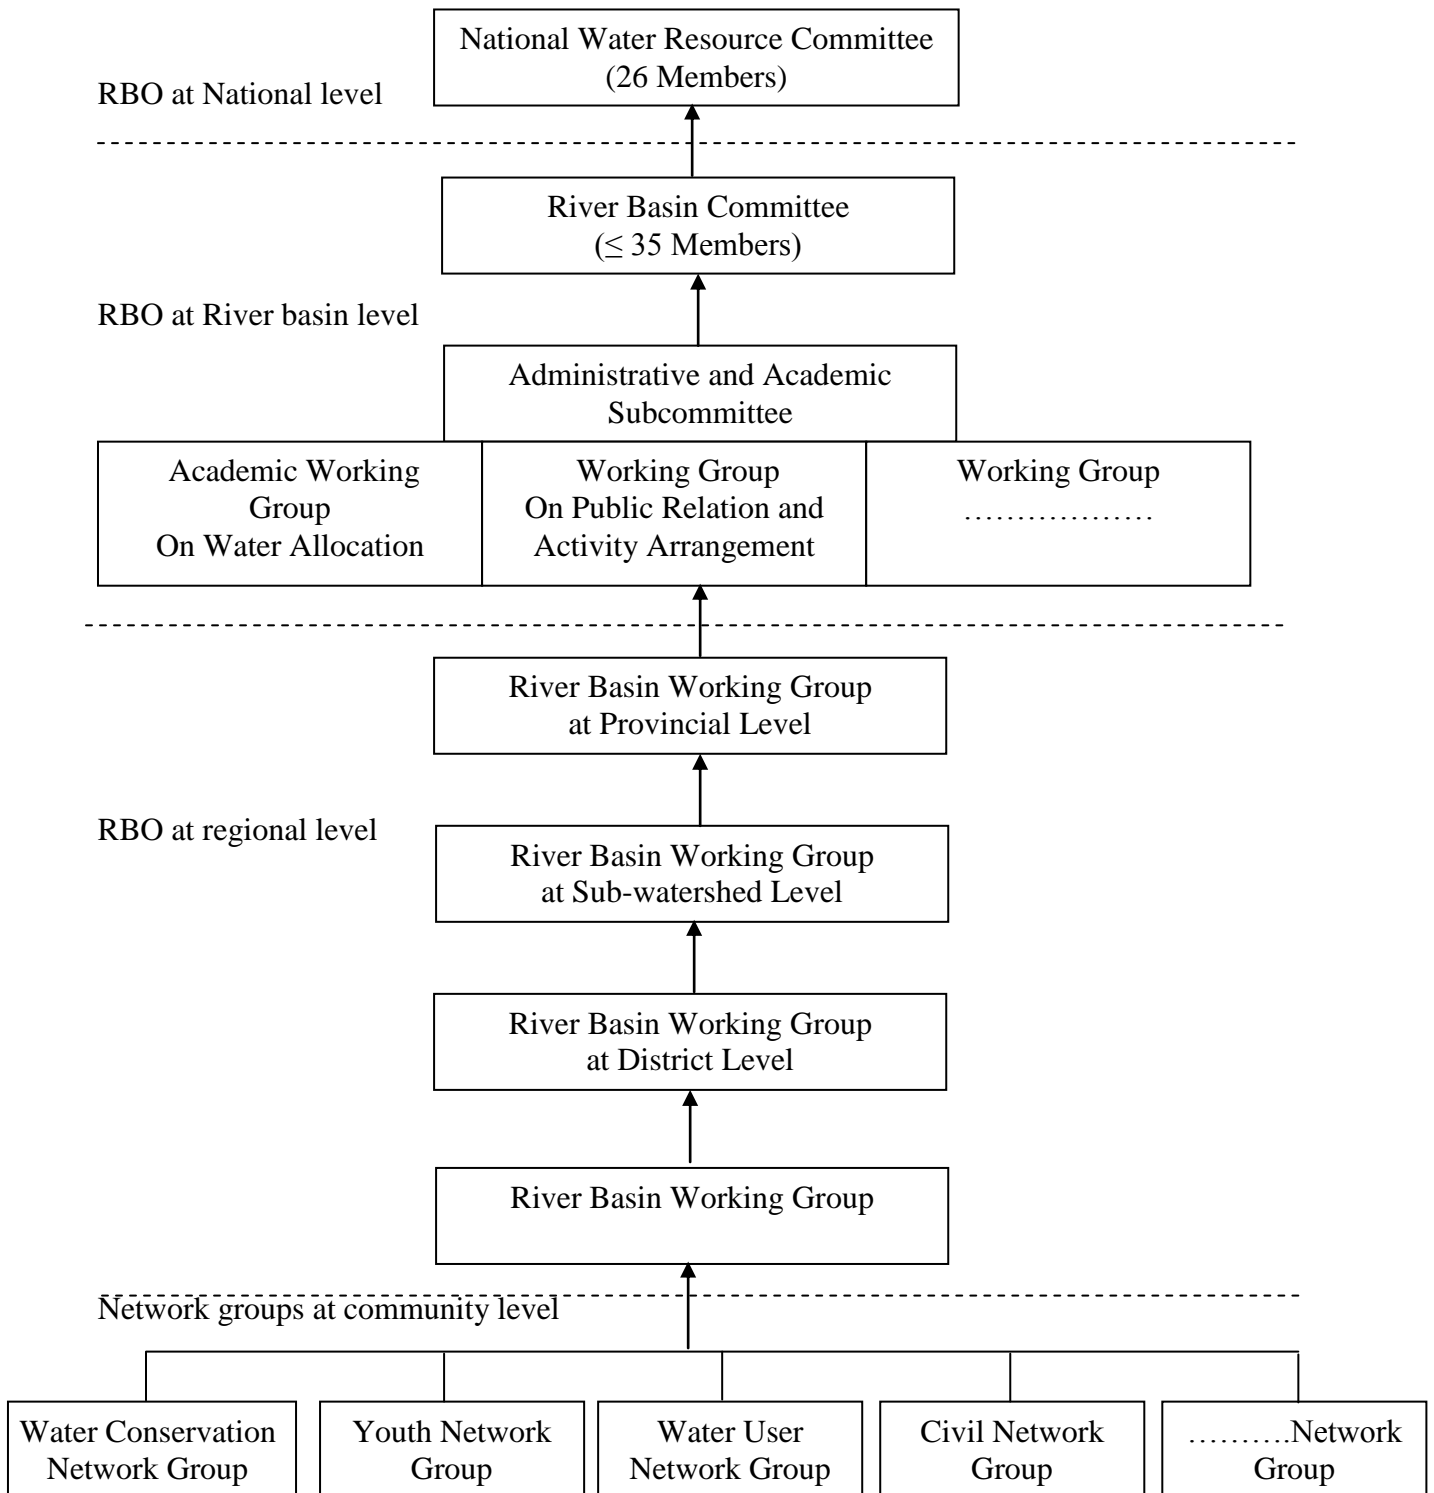 National Water Resource Committee
(26 Members)
RBO at National level
River Basin Committee
(≤ 35 Members)
RBO at River basin level
Administrative and Academic
Subcommittee
Academic Working
Group
On Water Allocation
Working Group
On Public Relation and
Activity Arrangement
Working Group
………………
River Basin Working Group
at Provincial Level
RBO at regional level
River Basin Working Group
at Sub-watershed Level
River Basin Working Group
at District Level
River Basin Working Group
Network groups at community level
Water Conservation
Network Group
Youth Network
Group
Water User
Network Group
Civil Network
Group
……….Network
Group